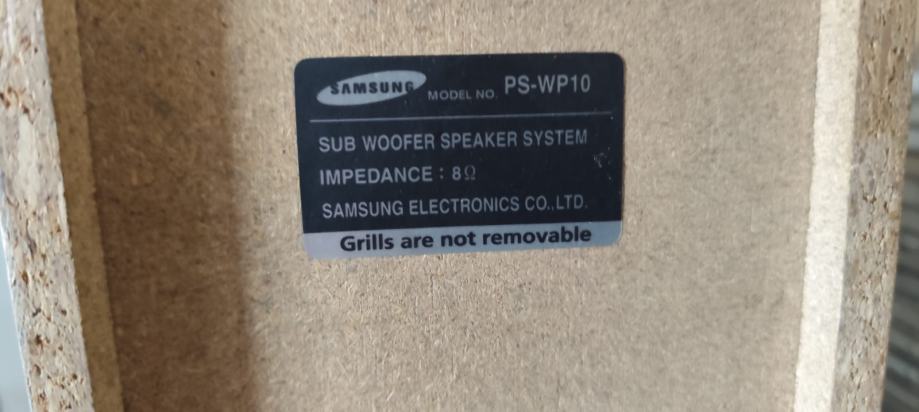 SAMSUNG MODEL NO. PS-WP10
SUB WOOFER SPEAKER SYSTEM
IMPEDANCE : 8Ω
SAMSUNG ELECTRONICS CO.,LTD.
Grills are not removable